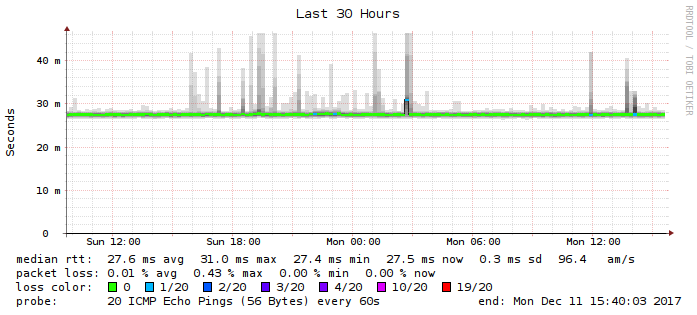 Last 30 Hours
RRDTOOL / TOBI OETIKER
Seconds
40 m
30 m
20 m
10 m
0
Sun 12:00 Sun 18:00 Mon 00:00 Mon 06:00 Mon 12:00
median rtt: 27.6 ms avg 31.0 ms max 27.4 ms min 27.5 ms now 0.3 ms sd 96.4 am/s
packet loss: 0.01 % avg 0.43 % max 0.00 % min 0.00 % now
loss color: 0 1/20 2/20 3/20 4/20 10/20 19/20
probe: 20 ICMP Echo Pings (56 Bytes) every 60s end: Mon Dec 11 15:40:03 2017